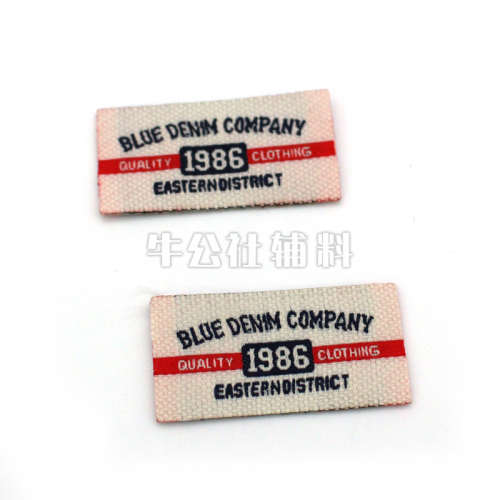 BLUE DENIM COMPANY
QUALITY 1986 CLOTHING
EASTERNDISTRICT
牛公社辅料
BLUE DENIM COMPANY
QUALITY 1986 CLOTHING
EASTERNDISTRICT